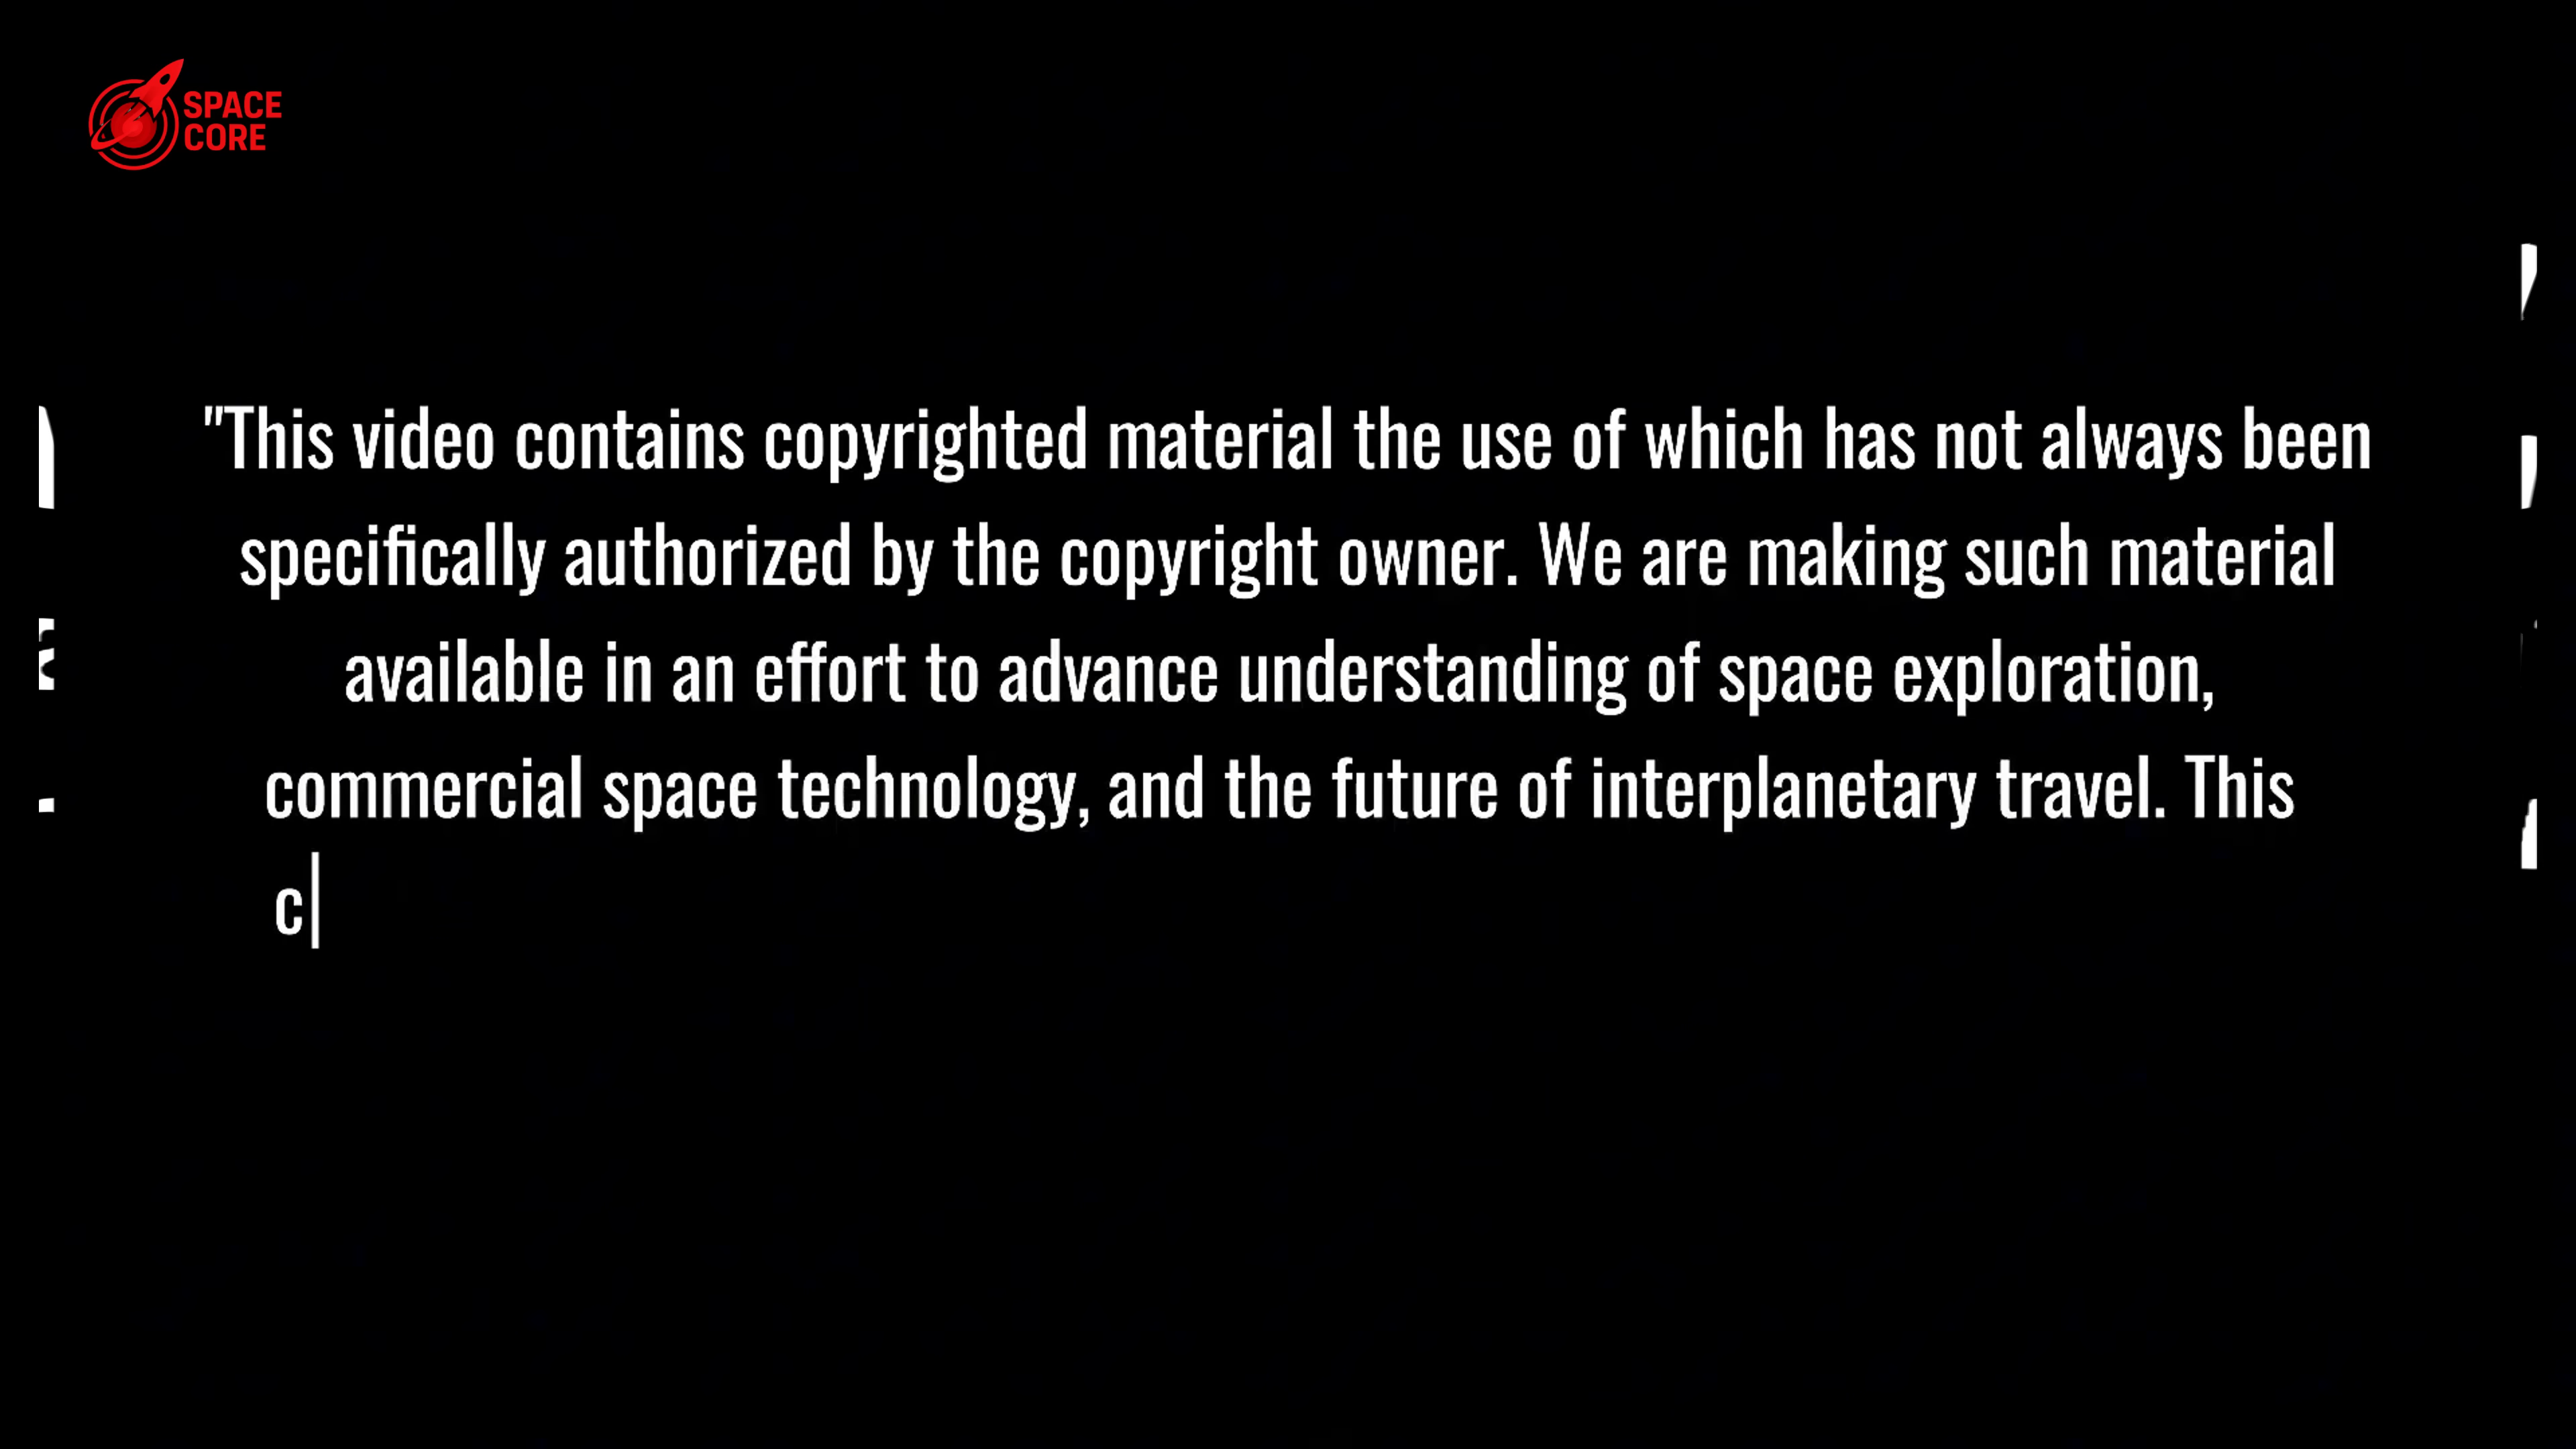 SPACE
CORE
"This video contains copyrighted material the use of which has not always been
specifically authorized by the copyright owner. We are making such material
available in an effort to advance understanding of space exploration,
commercial space technology, and the future of interplanetary travel. This
c